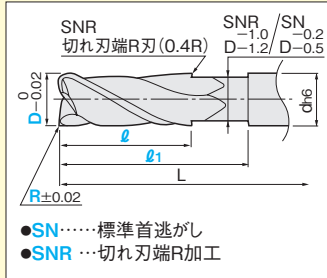 SNR
切れ刃端R刃(0.4R)
SNR/SN
-1.0 -0.2
D-1.2 D-0.5
0
D-0.02
dh6
ℓ
ℓ1
L
R±0.02
●SN……標準首逃がし
●SNR…切れ刃端R加工